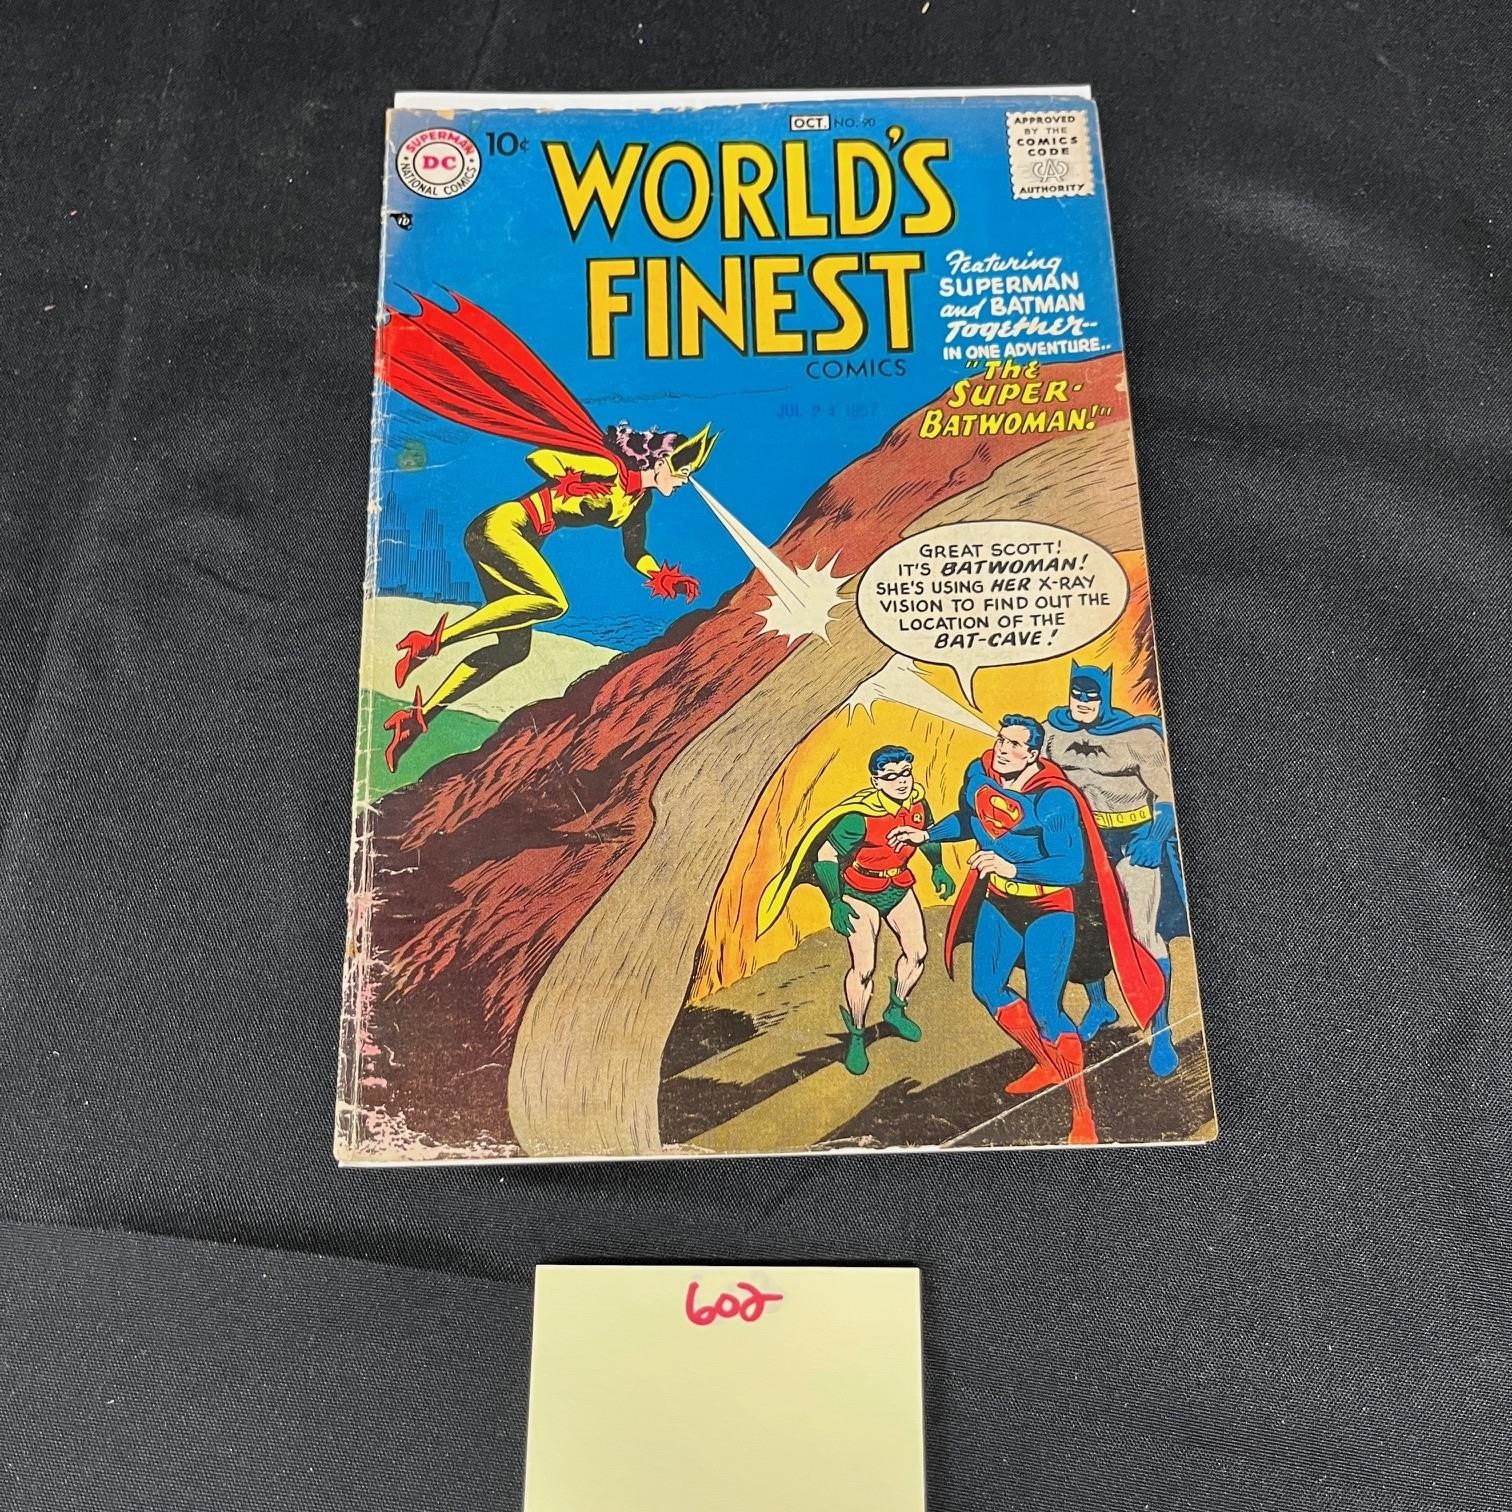 SUPERMAN
DC
NATIONAL COMICS
10¢
OCT. NO. 90
WORLD'S
FINEST
COMICS
APPROVED
BY THE
COMICS
CODE
CA
AUTHORITY
Featuring
SUPERMAN
and BATMAN
Together--
IN ONE ADVENTURE..
"The
SUPER-
BATWOMAN!"
JUL 24 1957
GREAT SCOTT!
IT'S BATWOMAN!
SHE'S USING HER X-RAY
VISION TO FIND OUT THE
LOCATION OF THE
BAT-CAVE!
R
S
602